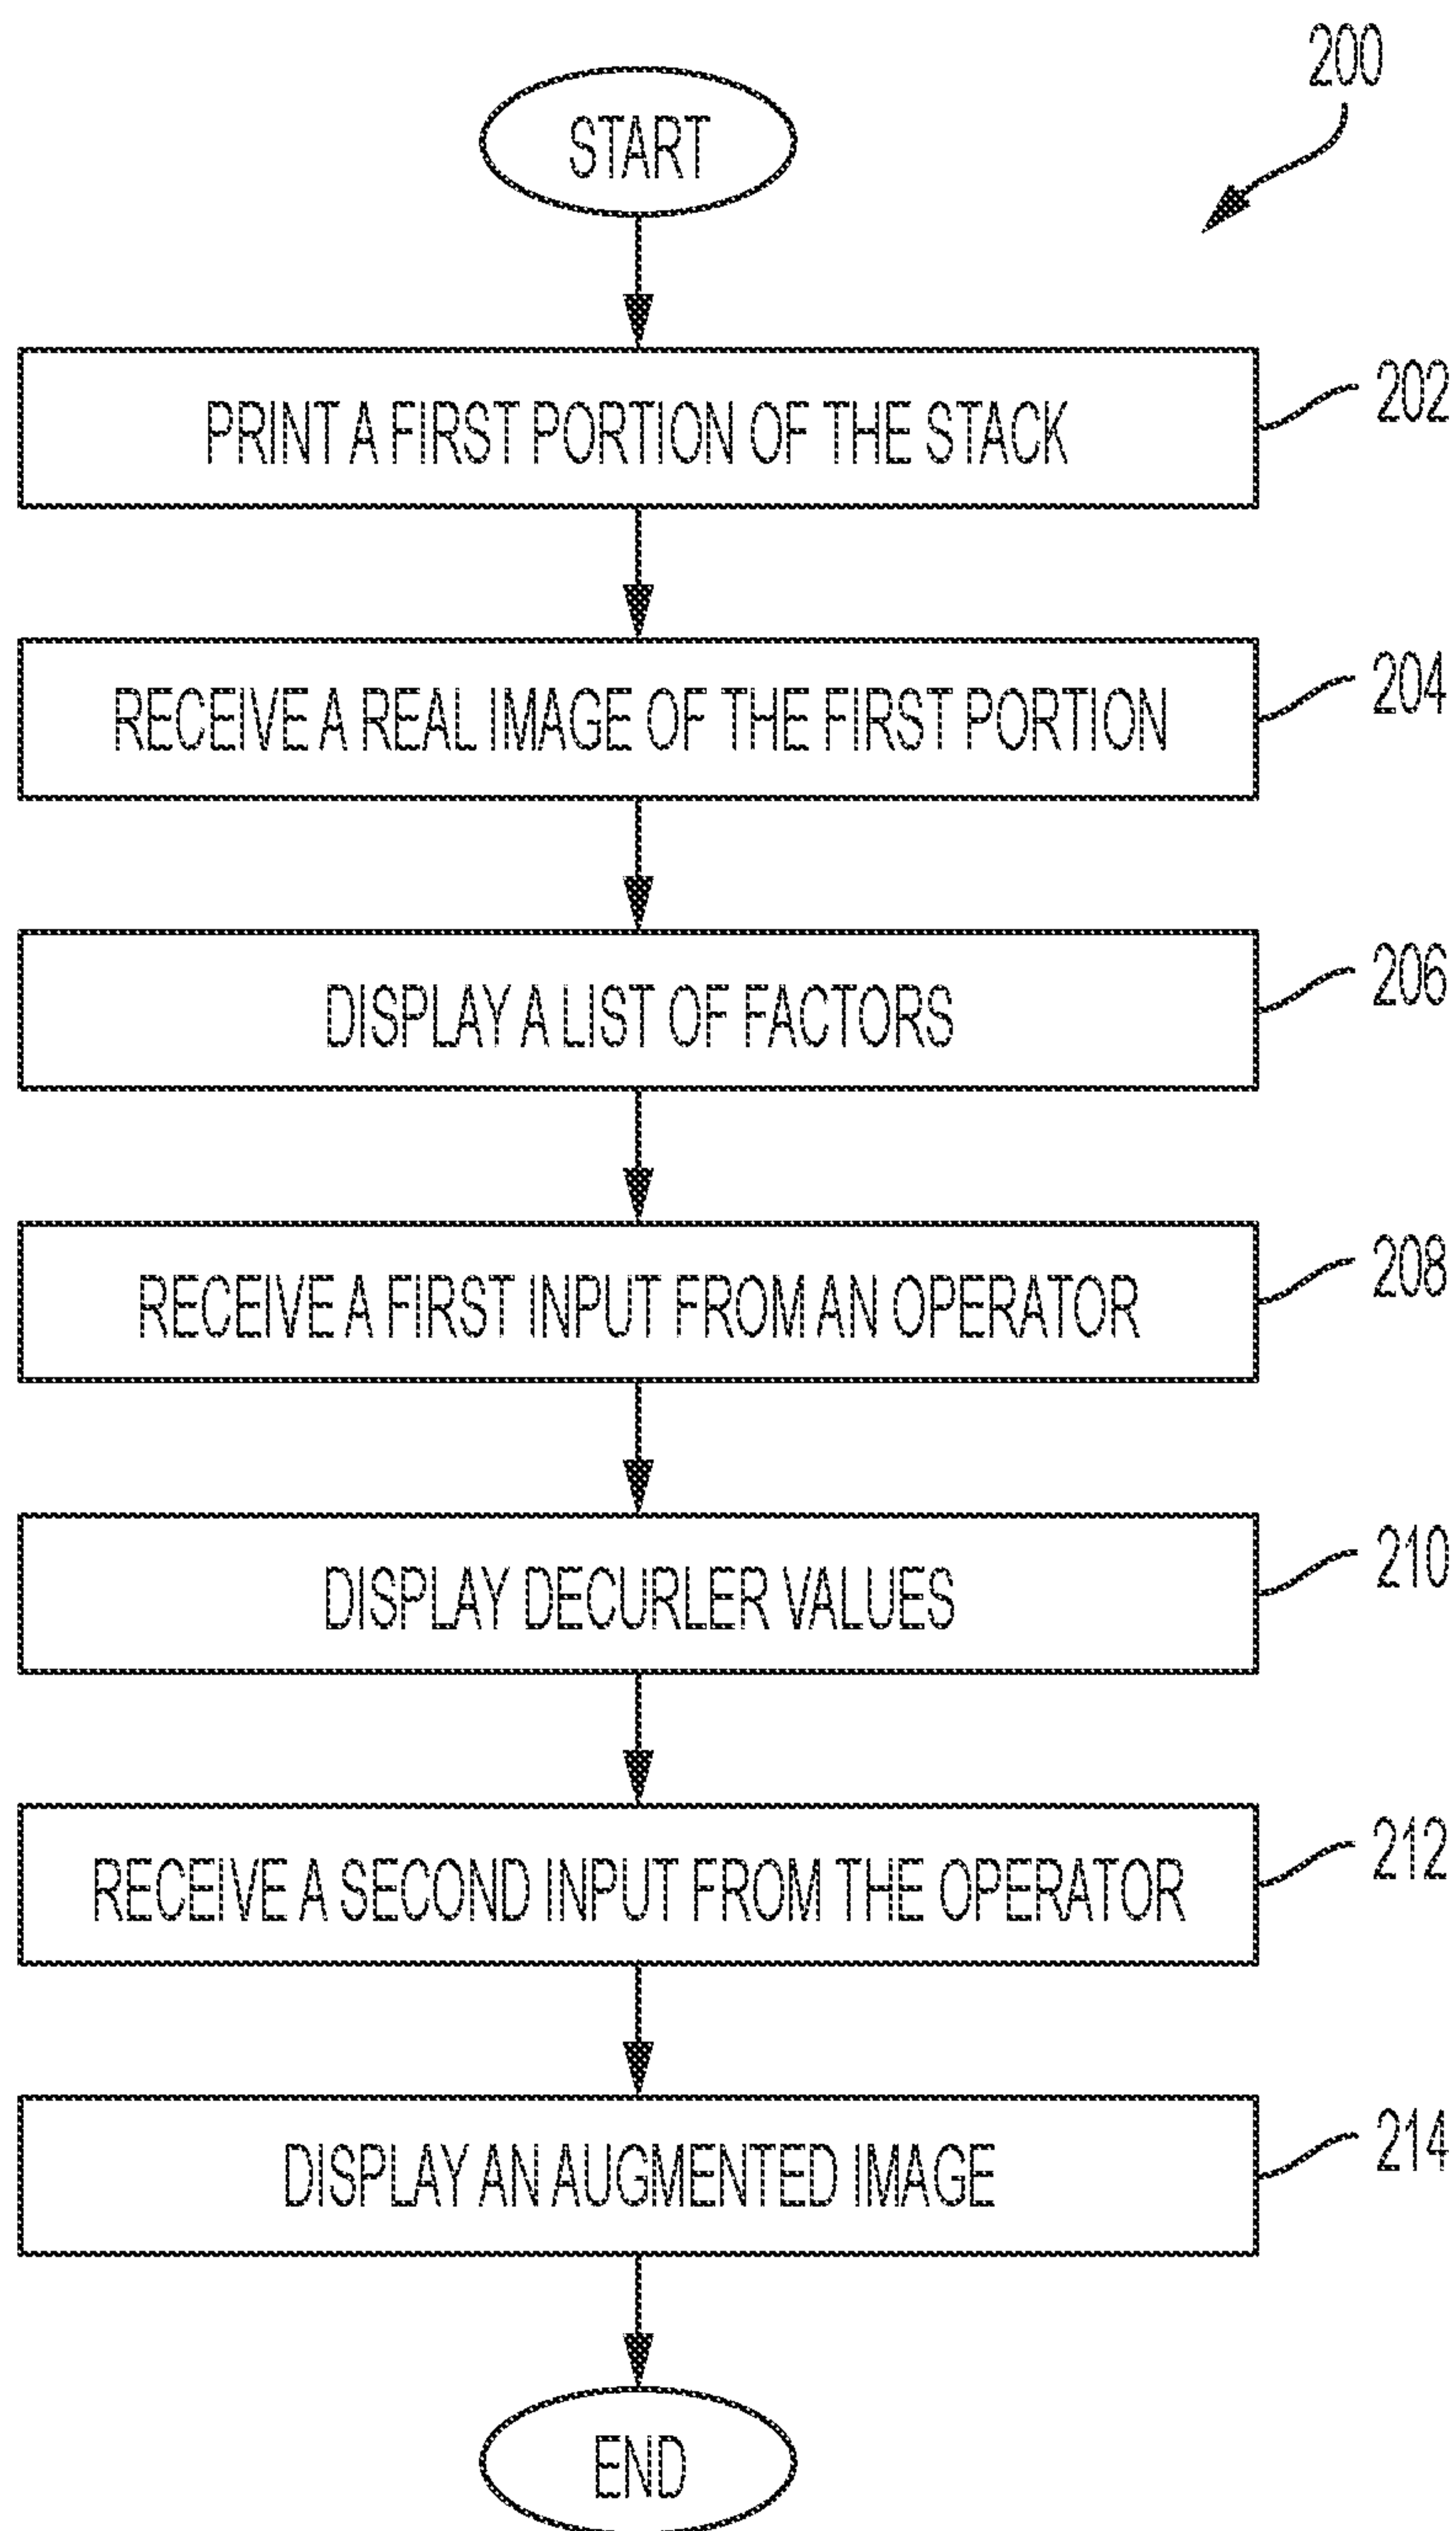 200
START
PRINT A FIRST PORTION OF THE STACK
202
RECEIVE A REAL IMAGE OF THE FIRST PORTION
204
DISPLAY A LIST OF FACTORS
206
RECEIVE A FIRST INPUT FROM AN OPERATOR
208
DISPLAY DECURLER VALUES
210
RECEIVE A SECOND INPUT FROM THE OPERATOR
212
DISPLAY AN AUGMENTED IMAGE
214
END